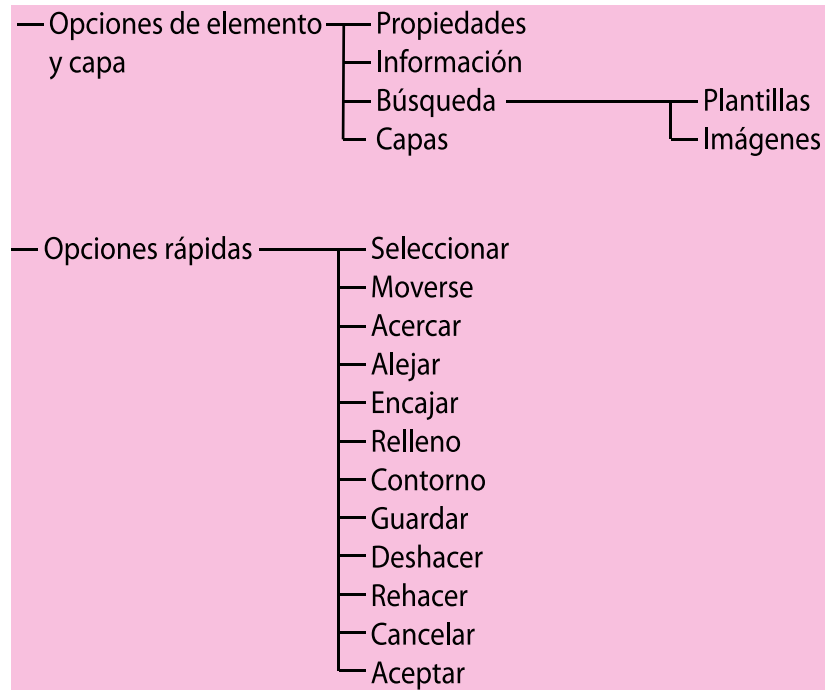 Opciones de elemento
y capa
Propiedades
Información
Búsqueda
Plantillas
Imágenes
Capas
Opciones rápidas
Seleccionar
Moverse
Acercar
Alejar
Encajar
Relleno
Contorno
Guardar
Deshacer
Rehacer
Cancelar
Aceptar